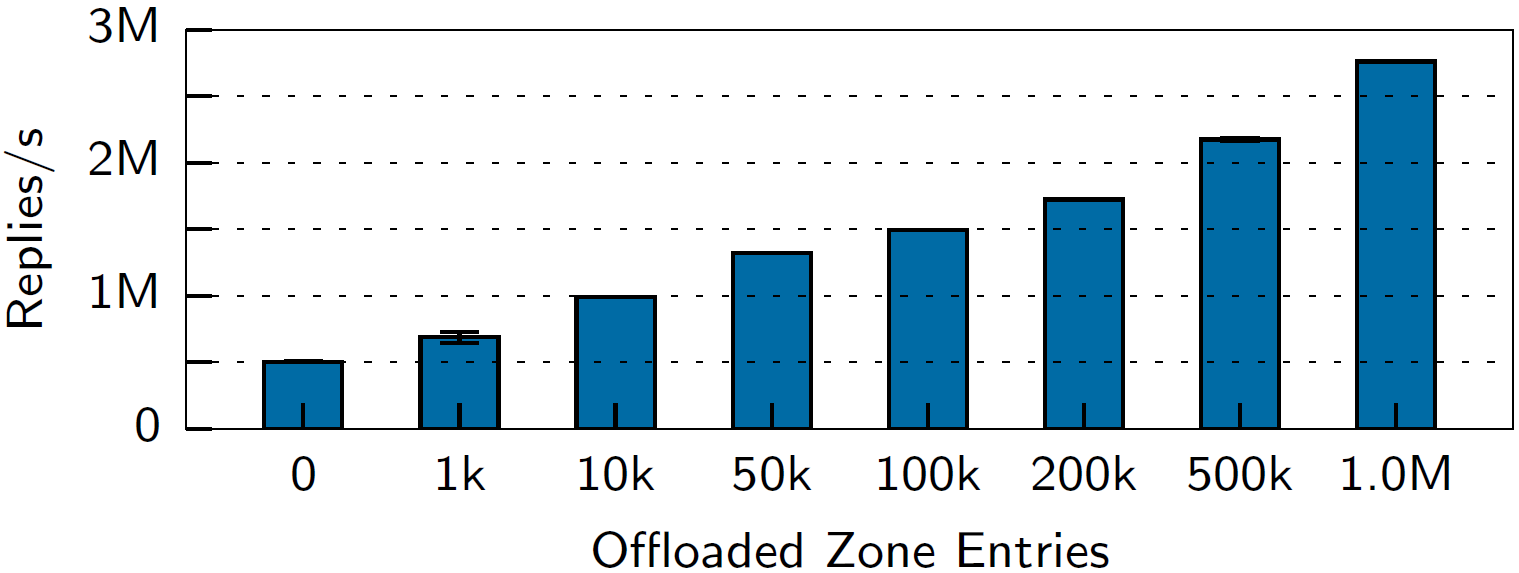 3M
2M
1M
0
Replies/s
0 1k 10k 50k 100k 200k 500k 1.0M
Offloaded Zone Entries